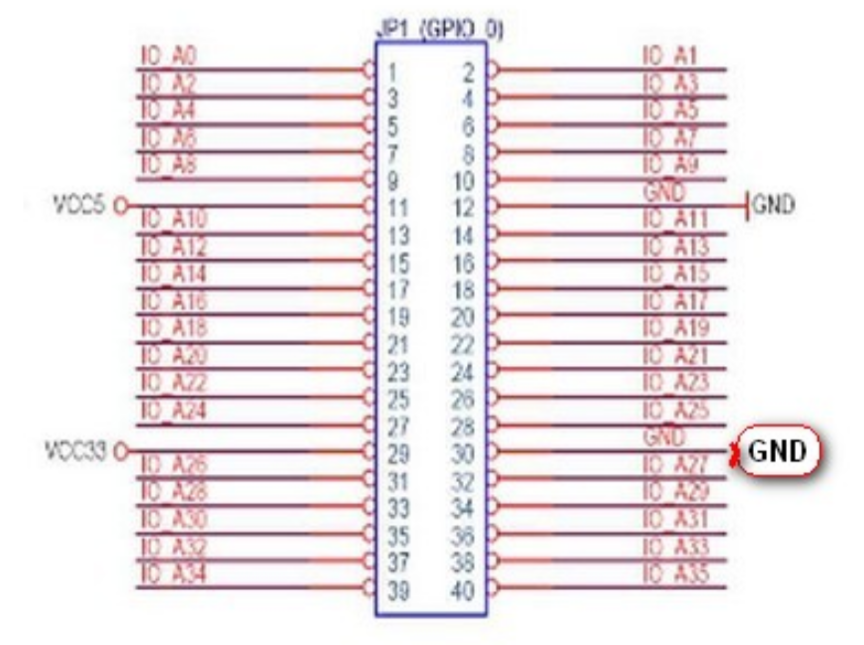 JP1 (GPIO_0)
IO_A0 1 2 IO_A1
IO_A2 3 4 IO_A3
IO_A4 5 6 IO_A5
IO_A6 7 8 IO_A7
IO_A8 9 10 IO_A9
VCC5 11 12 GND GND
IO_A10 13 14 IO_A11
IO_A12 15 16 IO_A13
IO_A14 17 18 IO_A15
IO_A16 19 20 IO_A17
IO_A18 21 22 IO_A19
IO_A20 23 24 IO_A21
IO_A22 25 26 IO_A23
IO_A24 27 28 IO_A25
VCC33 29 30 GND GND
IO_A26 31 32 IO_A27
IO_A28 33 34 IO_A29
IO_A30 35 36 IO_A31
IO_A32 37 38 IO_A33
IO_A34 39 40 IO_A35